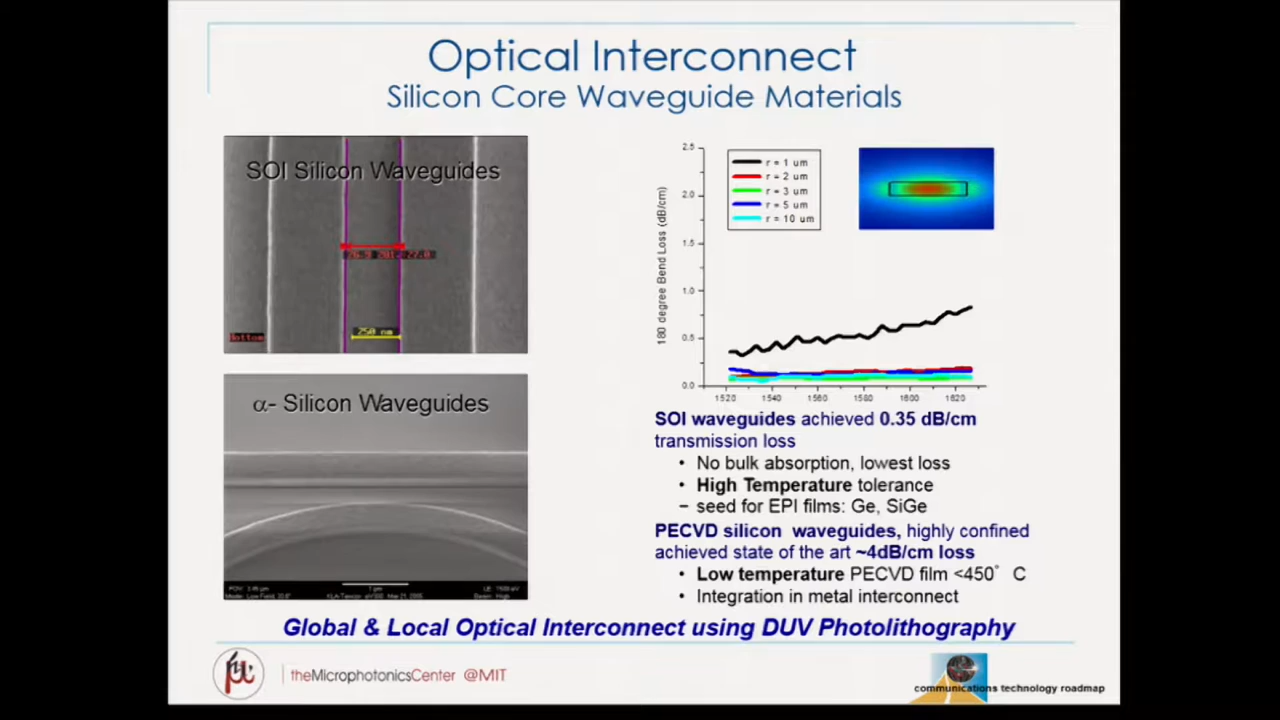 Optical Interconnect
Silicon Core Waveguide Materials
SOI Silicon Waveguides
250 nm
Bottom
α- Silicon Waveguides
1 μm
180 degree Bend Loss (dB/cm)
2.5
2.0
1.5
1.0
0.5
0.0
1520 1540 1560 1580 1600 1620
r = 1 um
r = 2 um
r = 3 um
r = 5 um
r = 10 um
SOI waveguides achieved 0.35 dB/cm
transmission loss
• No bulk absorption, lowest loss
• High Temperature tolerance
– seed for EPI films: Ge, SiGe
PECVD silicon waveguides, highly confined
achieved state of the art ~4dB/cm loss
• Low temperature PECVD film <450° C
• Integration in metal interconnect
Global & Local Optical Interconnect using DUV Photolithography
theMicrophotonicsCenter @MIT
communications technology roadmap